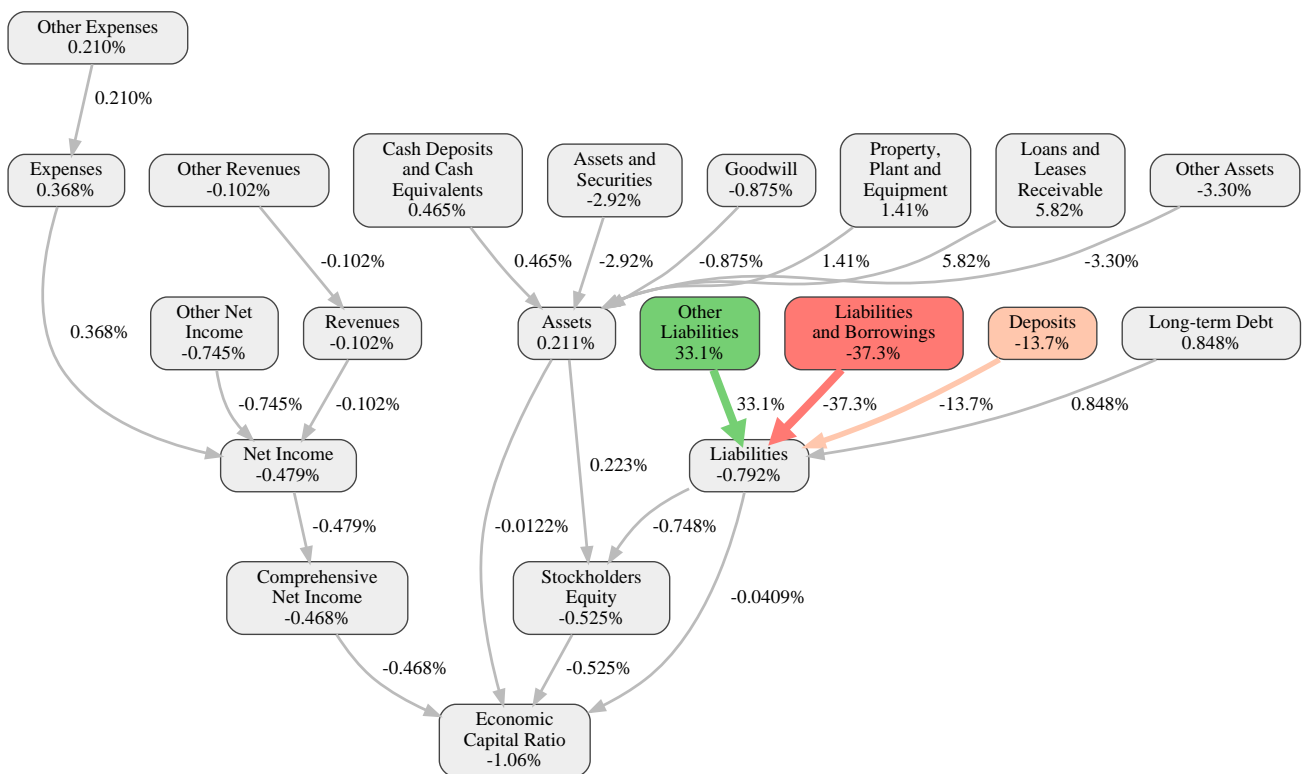 Other Expenses
0.210%
0.210%
Expenses
0.368%
Other Revenues
-0.102%
Cash Deposits
and Cash
Equivalents
0.465%
Assets and
Securities
-2.92%
Goodwill
-0.875%
Property,
Plant and
Equipment
1.41%
Loans and
Leases
Receivable
5.82%
Other Assets
-3.30%
-0.102%
0.465%
-2.92%
-0.875%
1.41%
5.82%
-3.30%
0.368%
Other Net
Income
-0.745%
Revenues
-0.102%
Assets
0.211%
Other
Liabilities
33.1%
Liabilities
and Borrowings
-37.3%
Deposits
-13.7%
Long-term Debt
0.848%
-0.745%
-0.102%
33.1%
-37.3%
-13.7%
0.848%
Net Income
-0.479%
0.223%
Liabilities
-0.792%
-0.479%
-0.0122%
-0.748%
Comprehensive
Net Income
-0.468%
Stockholders
Equity
-0.525%
-0.0409%
-0.468%
-0.525%
Economic
Capital Ratio
-1.06%